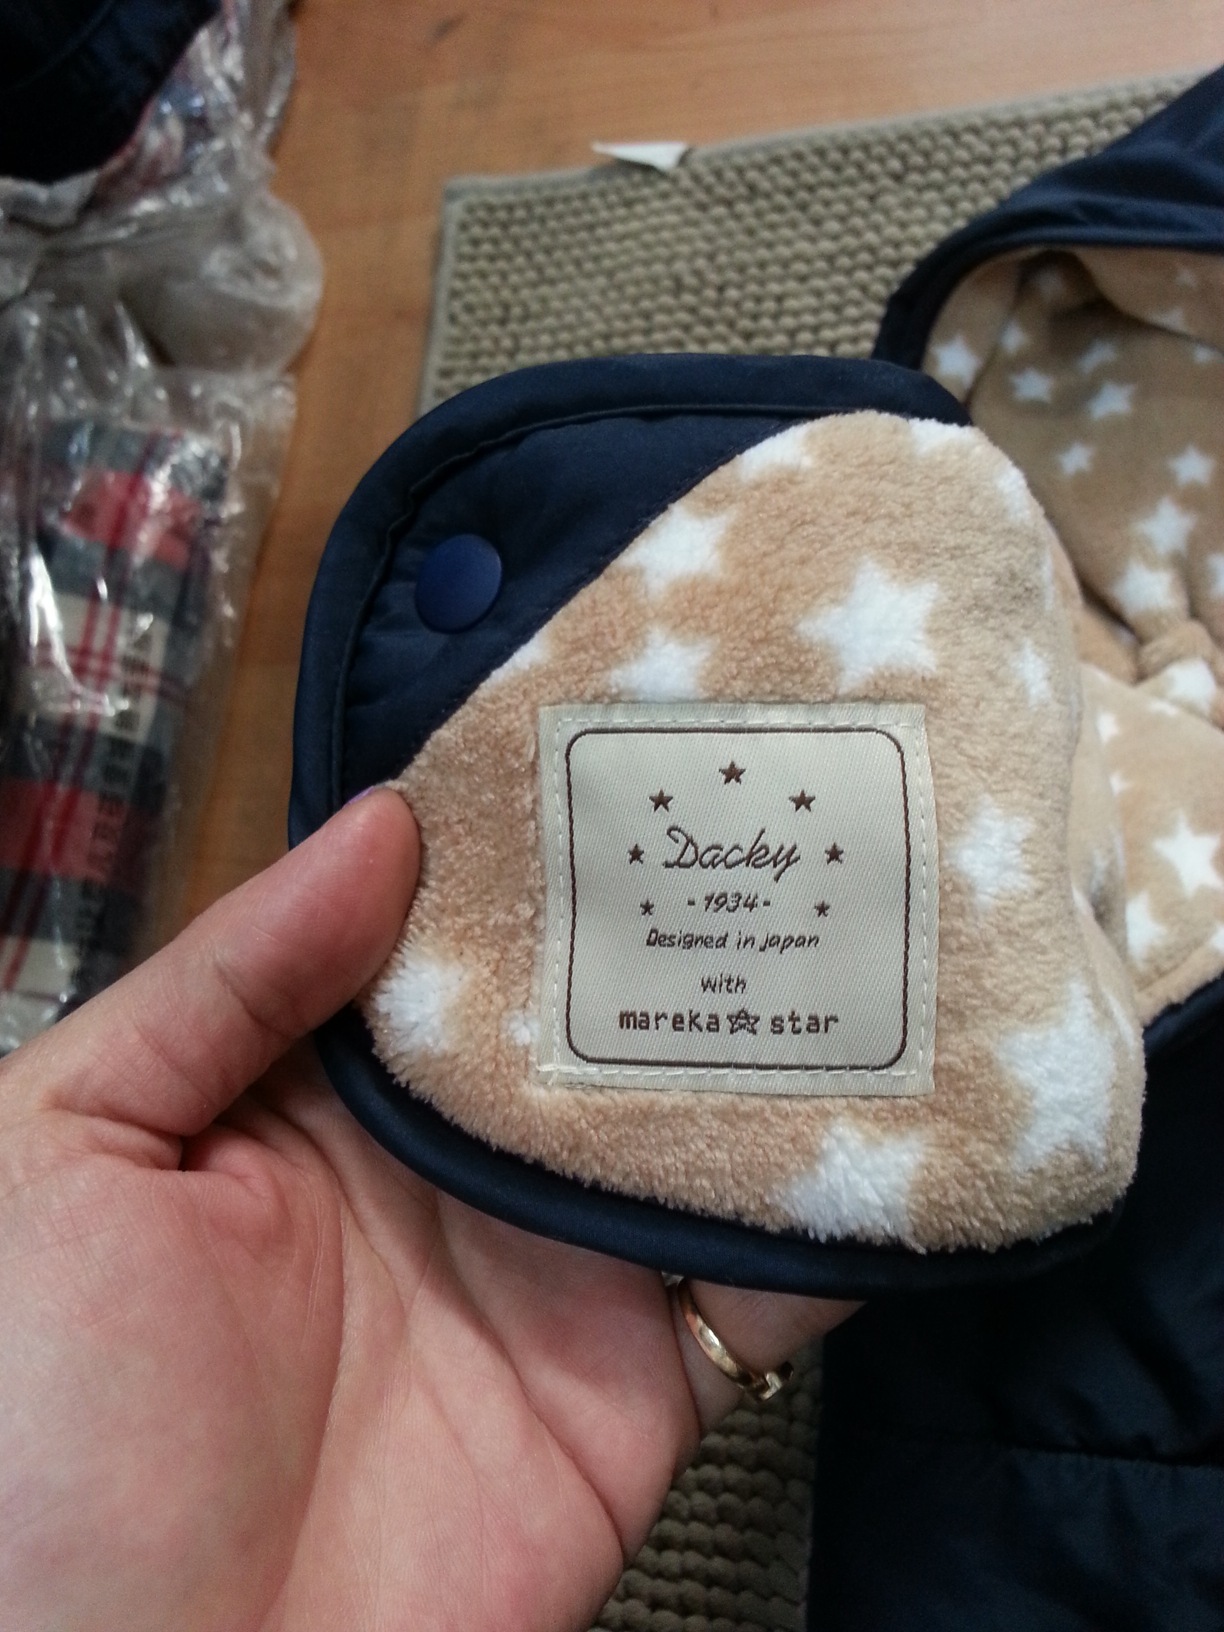 Dacky
-1934-
Designed in japan
with
mareka☆star